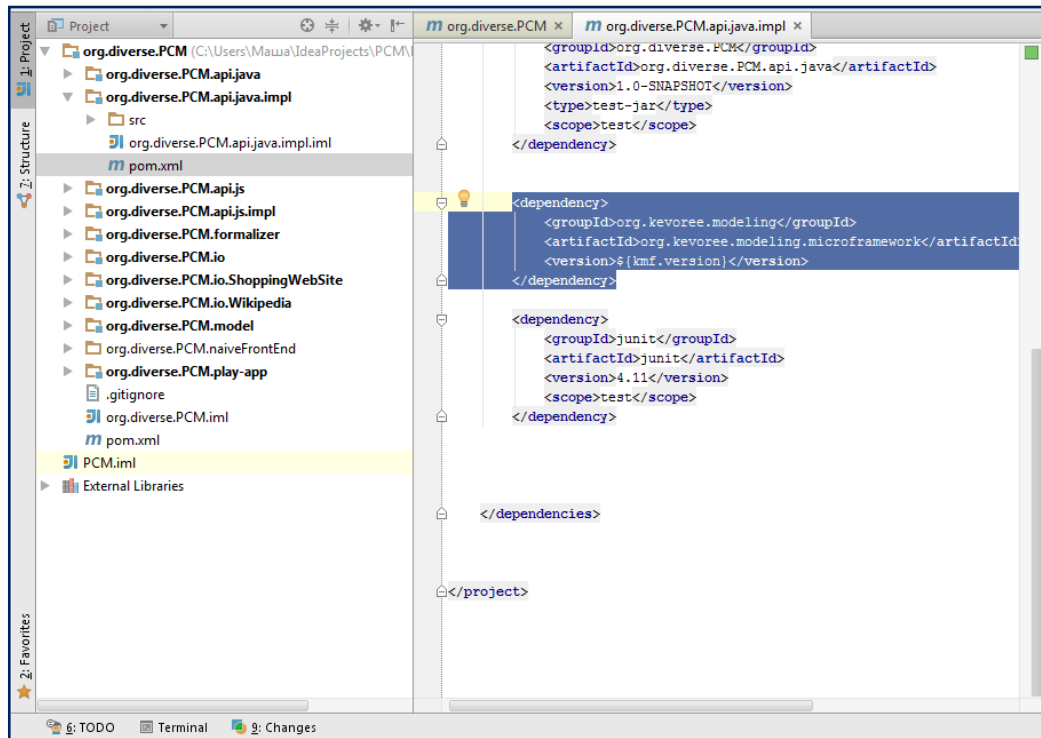 1: Project
7: Structure
2: Favorites
Project
org.diverse.PCM (C:\Users\Маша\IdeaProjects\PCM\
org.diverse.PCM.api.java
org.diverse.PCM.api.java.impl
src
org.diverse.PCM.api.java.impl.iml
pom.xml
org.diverse.PCM.api.js
org.diverse.PCM.api.js.impl
org.diverse.PCM.formalizer
org.diverse.PCM.io
org.diverse.PCM.io.ShoppingWebSite
org.diverse.PCM.io.Wikipedia
org.diverse.PCM.model
org.diverse.PCM.naiveFrontEnd
org.diverse.PCM.play-app
.gitignore
org.diverse.PCM.iml
pom.xml
PCM.iml
External Libraries
org.diverse.PCM
org.diverse.PCM.api.java.impl
<groupId>org.diverse.PCM</groupId>
<artifactId>org.diverse.PCM.api.java</artifactId>
<version>1.0-SNAPSHOT</version>
<type>test-jar</type>
<scope>test</scope>
</dependency>
<dependency>
<groupId>org.kevoree.modeling</groupId>
<artifactId>org.kevoree.modeling.microframework</artifactId
<version>${kmf.version}</version>
</dependency>
<dependency>
<groupId>junit</groupId>
<artifactId>junit</artifactId>
<version>4.11</version>
<scope>test</scope>
</dependency>
</dependencies>
</project>
6: TODO
Terminal
9: Changes